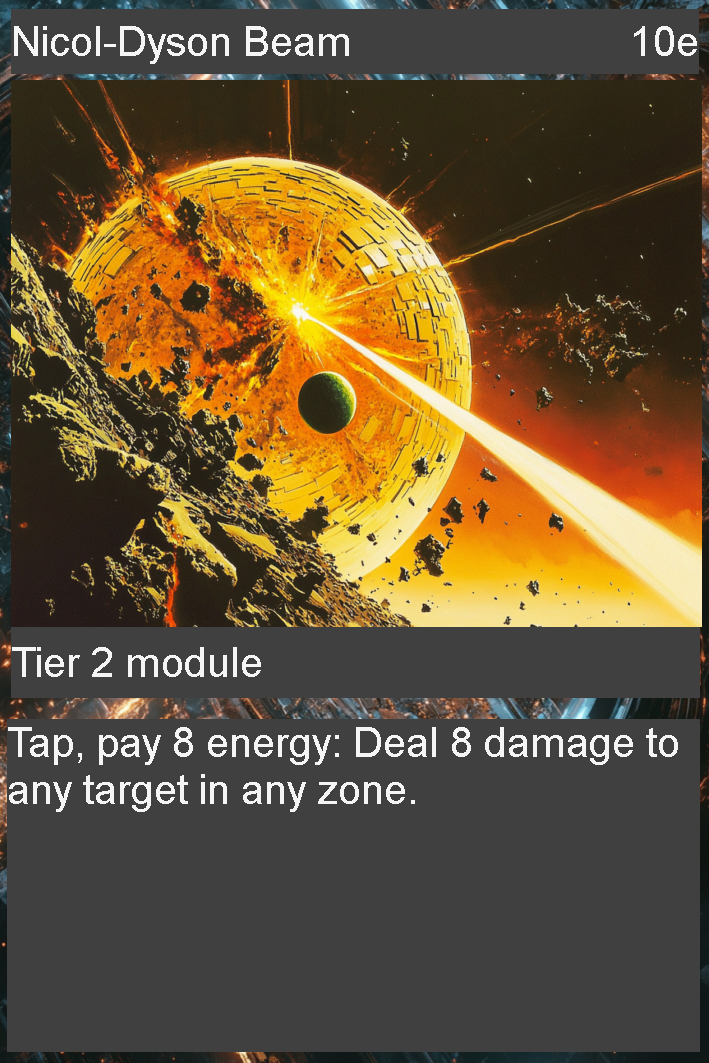 Nicol-Dyson Beam 10e
Tier 2 module
Tap, pay 8 energy: Deal 8 damage to
any target in any zone.